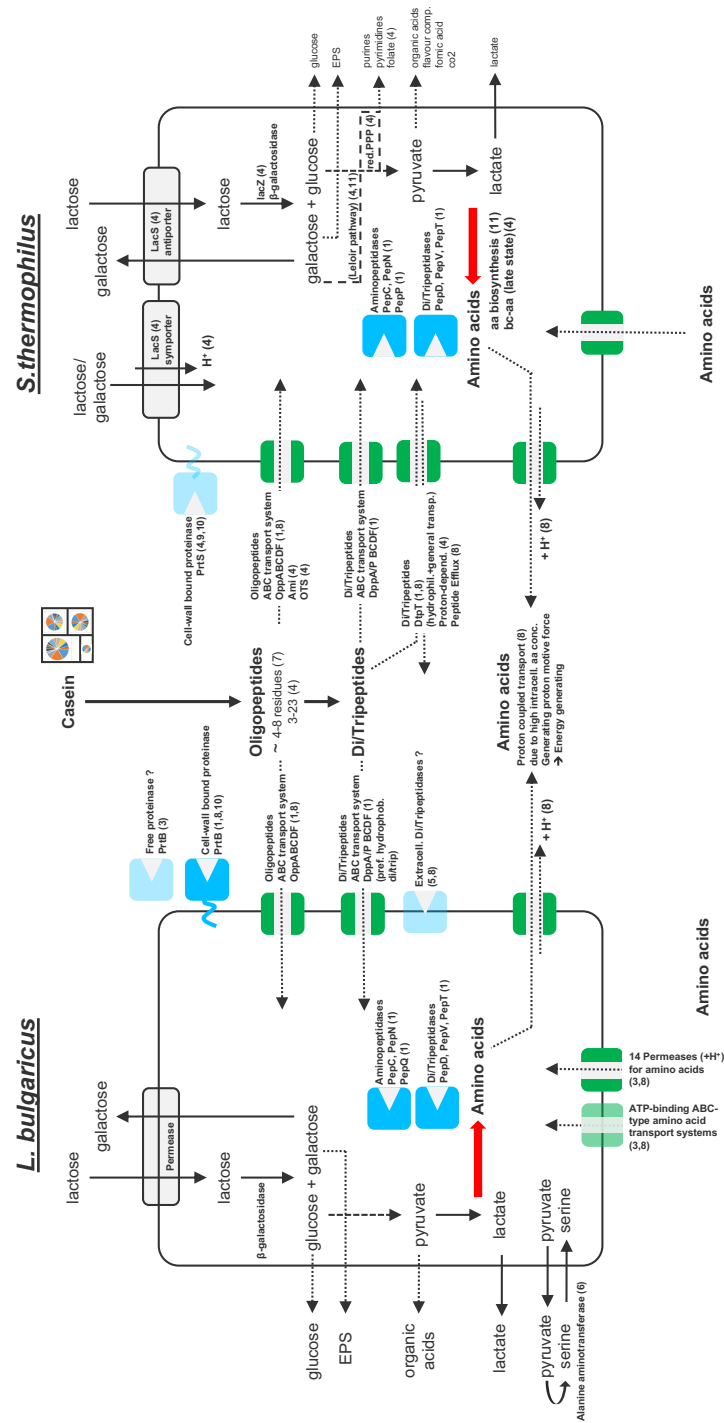 L. bulgaricus
S.thermophilus
lactose
galactose
Permease
lactose
β-galactosidase
glucose + galactose
glucose
EPS
pyruvate
organic
acids
lactate
lactate
pyruvate
serine
pyruvate
serine
Alanine aminotransferase (6)
Aminopeptidases
PepC, PepN (1)
PepQ (1)
Di/Tripeptidases
PepD, PepV, PepT (1)
Amino acids
ATP-binding ABC-
type amino acid
transport systems
(3,8)
14 Permeases (+H⁺)
for amino acids
(3,8)
Amino acids
Free proteinase ?
PrtB (3)
Cell-wall bound proteinase
PrtB (1,8,10)
Oligopeptides
ABC transport system
OppABCDF (1,8)
Di/Tripeptides
ABC transport system
DppA/P BCDF (1)
(pref. hydrophob.
di/trip)
Extracell. Di/Tripeptidases ?
(5,8)
+ H⁺ (8)
Casein
Oligopeptides
~ 4-8 residues (7)
3-23 (4)
Di/Tripeptides
Amino acids
Proton coupled transport (8)
due to high intracell. aa conc.
Generating proton motive force
→ Energy generating
Cell-wall bound proteinase
PrtS (4,9,10)
Oligopeptides
ABC transport system
OppABCDF (1,8)
Ami (4)
OTS (4)
Di/Tripeptides
ABC transport system
DppA/P BCDF(1)
Di/Tripeptides
DtpT (1,8)
(hydrophil.+general transp.)
Proton-depend. (4)
Peptide Efflux (8)
+ H⁺ (8)
lactose/
galactose
LacS (4)
symporter
H⁺ (4)
galactose
lactose
LacS (4)
antiporter
lactose
lacZ (4)
β-galactosidase
galactose + glucose
(Leloir pathway) (4,11)
red.PPP (4)
glucose
EPS
purines
pyrimidines
folate (4)
pyruvate
organic acids
flavour comp.
fomic acid
co2
lactate
lactate
Aminopeptidases
PepC, PepN (1)
PepP (1)
Di/Tripeptidases
PepD, PepV, PepT (1)
Amino acids
aa biosynthesis (11)
bc-aa (late state)(4)
Amino acids